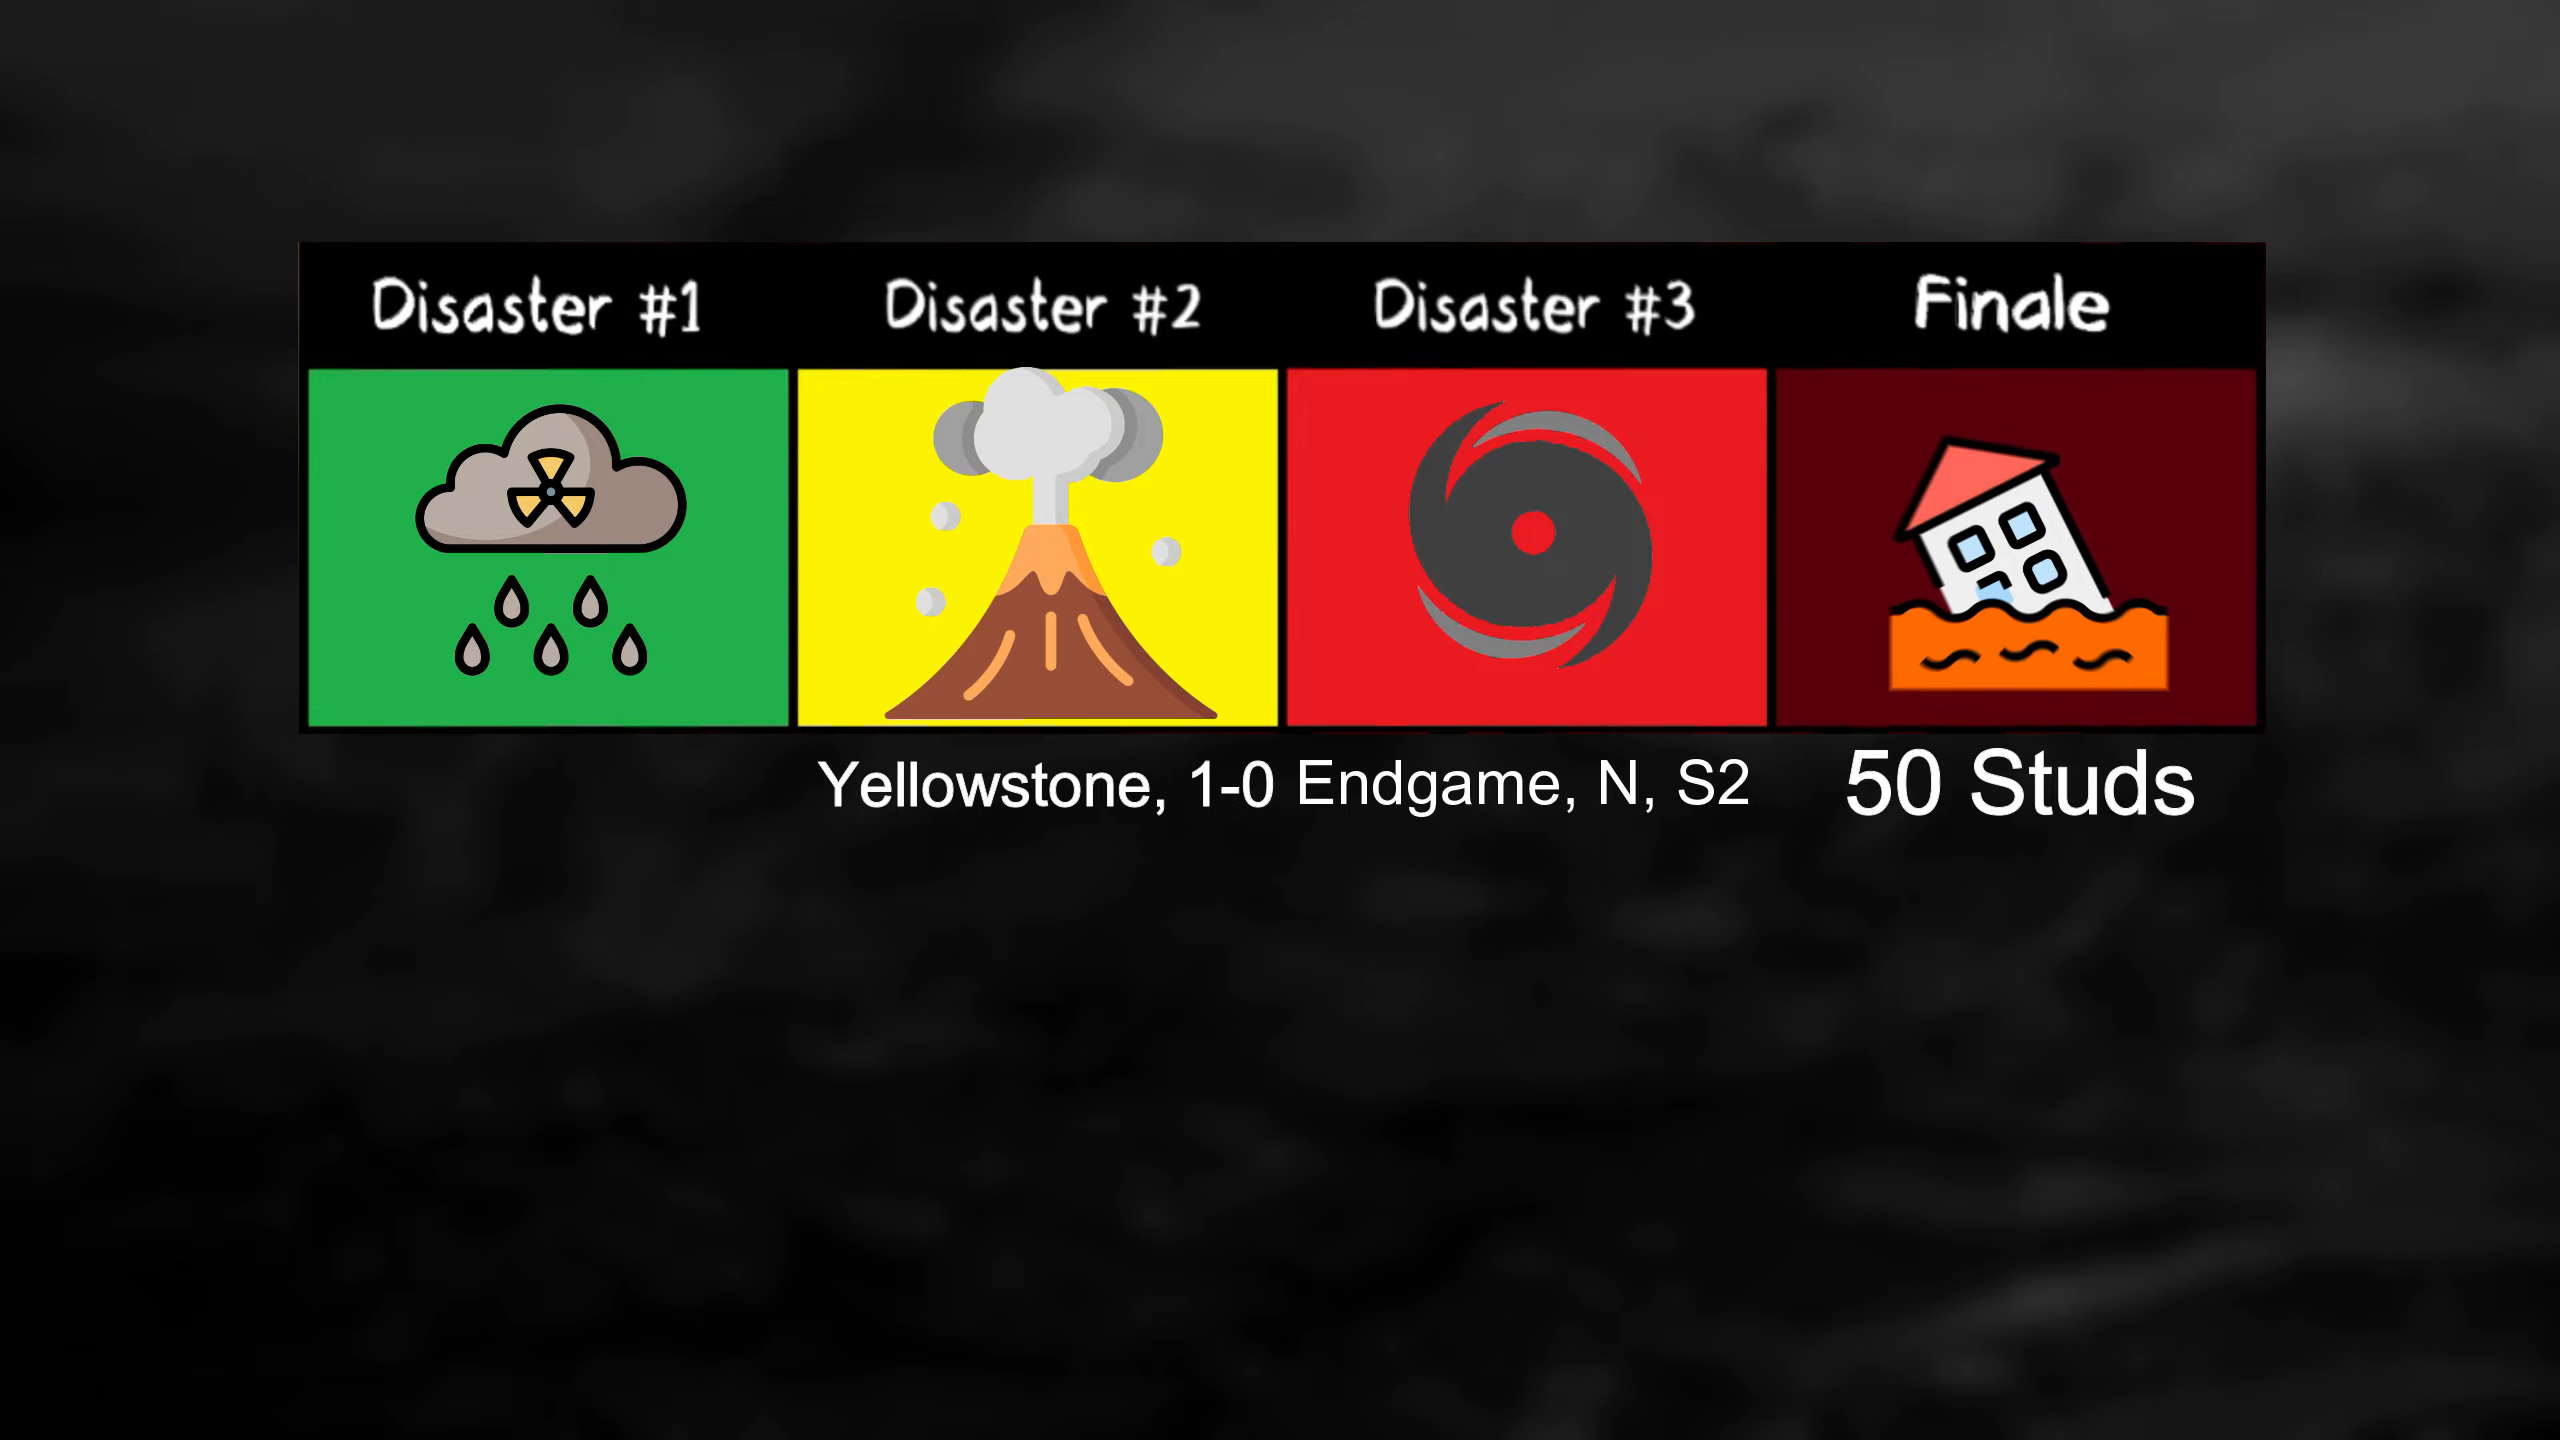 Disaster #1 Disaster #2 Disaster #3 Finale
Yellowstone, 1-0 Endgame, N, S2 50 Studs